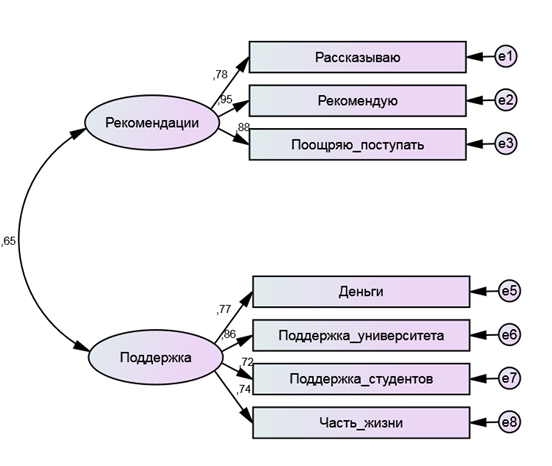 Рассказываю
e1
,78
,95
Рекомендую
e2
Рекомендации
,88
Поощряю_поступать
e3
,65
Деньги
e5
,77
,86
Поддержка_университета
e6
Поддержка
,72
Поддержка_студентов
e7
,74
Часть_жизни
e8